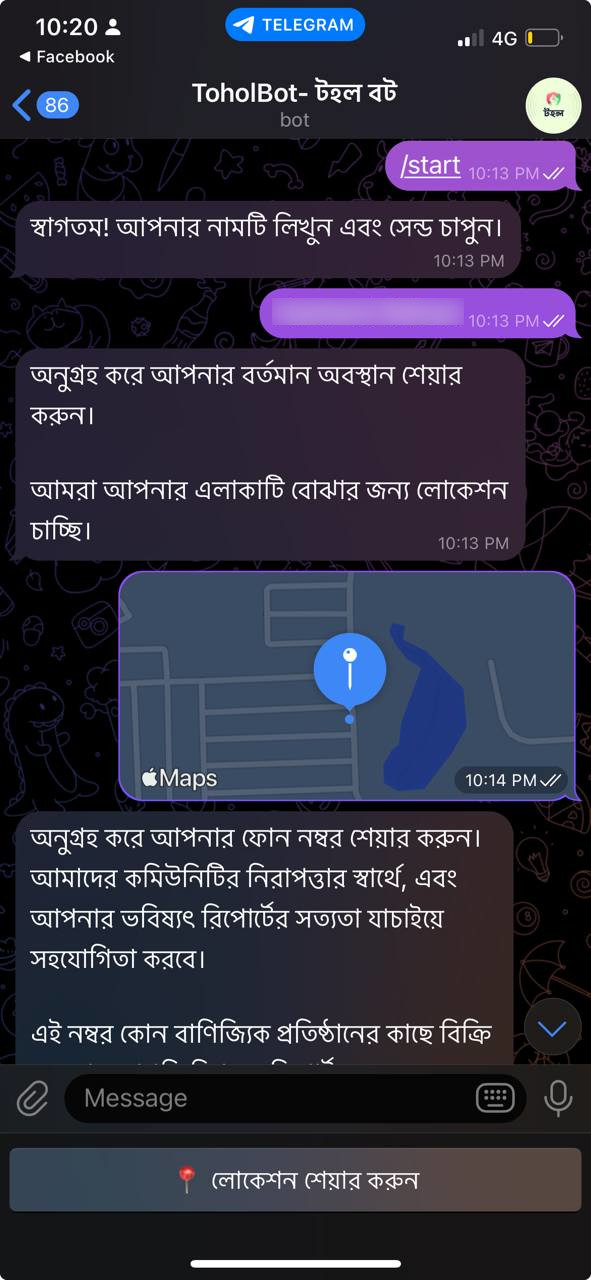 10:20
TELEGRAM
4G
◀ Facebook
86
ToholBot- টহল বট
bot
টহল
/start 10:13 PM
স্বাগতম! আপনার নামটি লিখুন এবং সেন্ড চাপুন।
10:13 PM
10:13 PM
অনুগ্রহ করে আপনার বর্তমান অবস্থান শেয়ার
করুন।
আমরা আপনার এলাকাটি বোঝার জন্য লোকেশন
চাচ্ছি।
10:13 PM
Maps
10:14 PM
অনুগ্রহ করে আপনার ফোন নম্বর শেয়ার করুন।
আমাদের কমিউনিটির নিরাপত্তার স্বার্থে, এবং
আপনার ভবিষ্যৎ রিপোর্টের সত্যতা যাচাইয়ে
সহযোগিতা করবে।
এই নম্বর কোন বাণিজ্যিক প্রতিষ্ঠানের কাছে বিক্রি
Message
📍 লোকেশন শেয়ার করুন